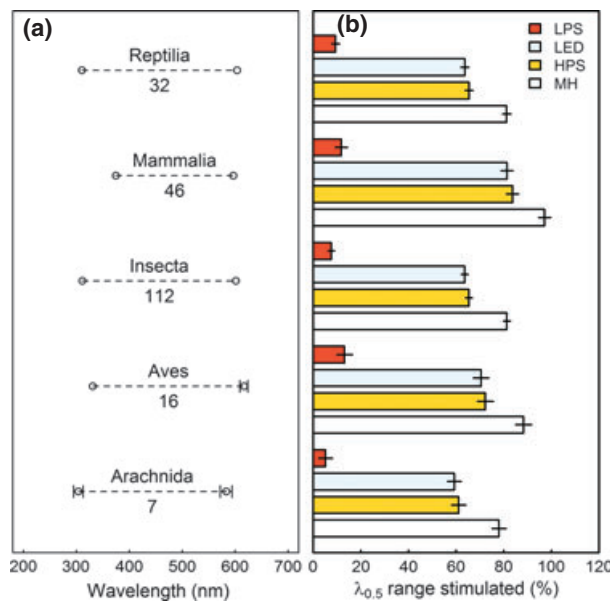 (a)
Reptilia
32
Mammalia
46
Insecta
112
Aves
16
Arachnida
7
200 300 400 500 600 700
Wavelength (nm)
(b)
LPS
LED
HPS
MH
0 20 40 60 80 100 120
λ0.5 range stimulated (%)